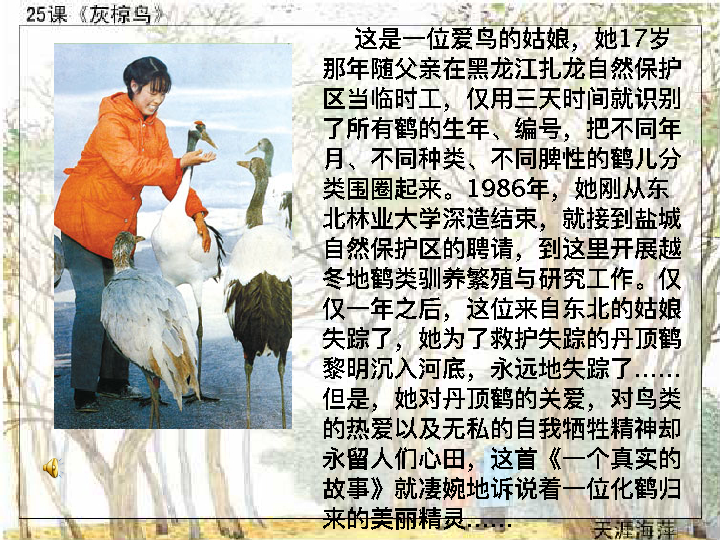 25课《灰椋鸟》
这是一位爱鸟的姑娘，她17岁
那年随父亲在黑龙江扎龙自然保护
区当临时工，仅用三天时间就识别
了所有鹤的生年、编号，把不同年
月、不同种类、不同脾性的鹤儿分
类围圈起来。1986年，她刚从东
北林业大学深造结束，就接到盐城
自然保护区的聘请，到这里开展越
冬地鹤类驯养繁殖与研究工作。仅
仅一年之后，这位来自东北的姑娘
失踪了，她为了救护失踪的丹顶鹤
黎明沉入河底，永远地失踪了……
但是，她对丹顶鹤的关爱，对鸟类
的热爱以及无私的自我牺牲精神却
永留人们心田，这首《一个真实的
故事》就凄婉地诉说着一位化鹤归
来的美丽精灵……
天涯海萍